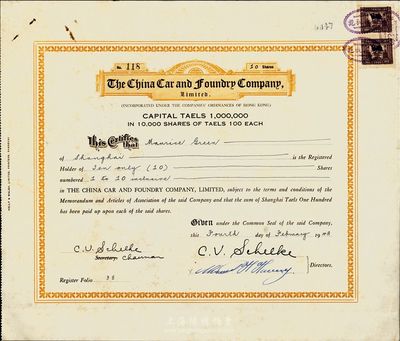 4237
No. 118
10 Shares
The China Car and Foundry Company,
Limited.
(INCORPORATED UNDER THE COMPANIES' ORDINANCES OF HONG KONG)
CAPITAL TAELS 1,000,000
IN 10,000 SHARES OF TAELS 100 EACH
This Certifies that Maurice Green
of Shanghai is the Registered
Holder of Ten only (10) Shares
numbered 1 to 10 inclusive
in THE CHINA CAR AND FOUNDRY COMPANY, LIMITED, subject to the terms and conditions of the
Memorandum and Articles of Association of the said Company and that the sum of Shanghai Taels One Hundred
has been paid up upon each of the said shares.
Given under the Common Seal of the said Company,
this Fourth day of February 19
C.V. Schelke
Secretary. Chairman
C.V. Schelke
Directors.
Register Folio 38